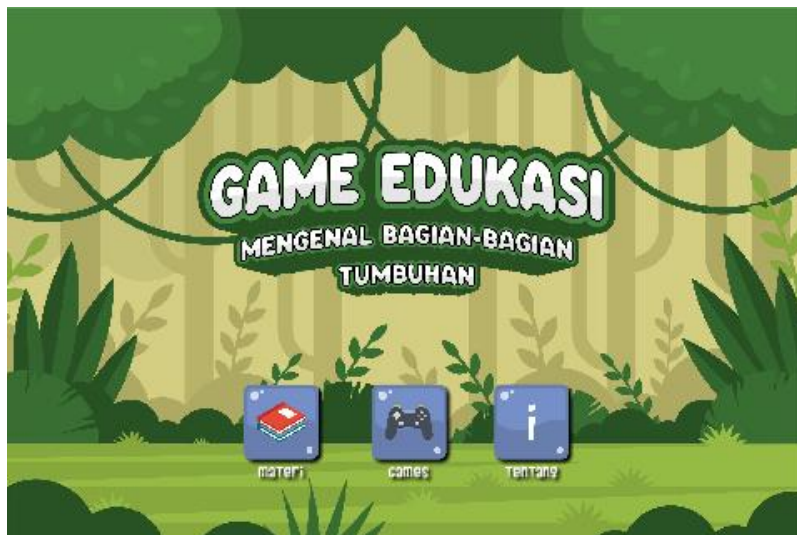 GAME EDUKASI
MENGENAL BAGIAN-BAGIAN
TUMBUHAN
i
materi games tentang